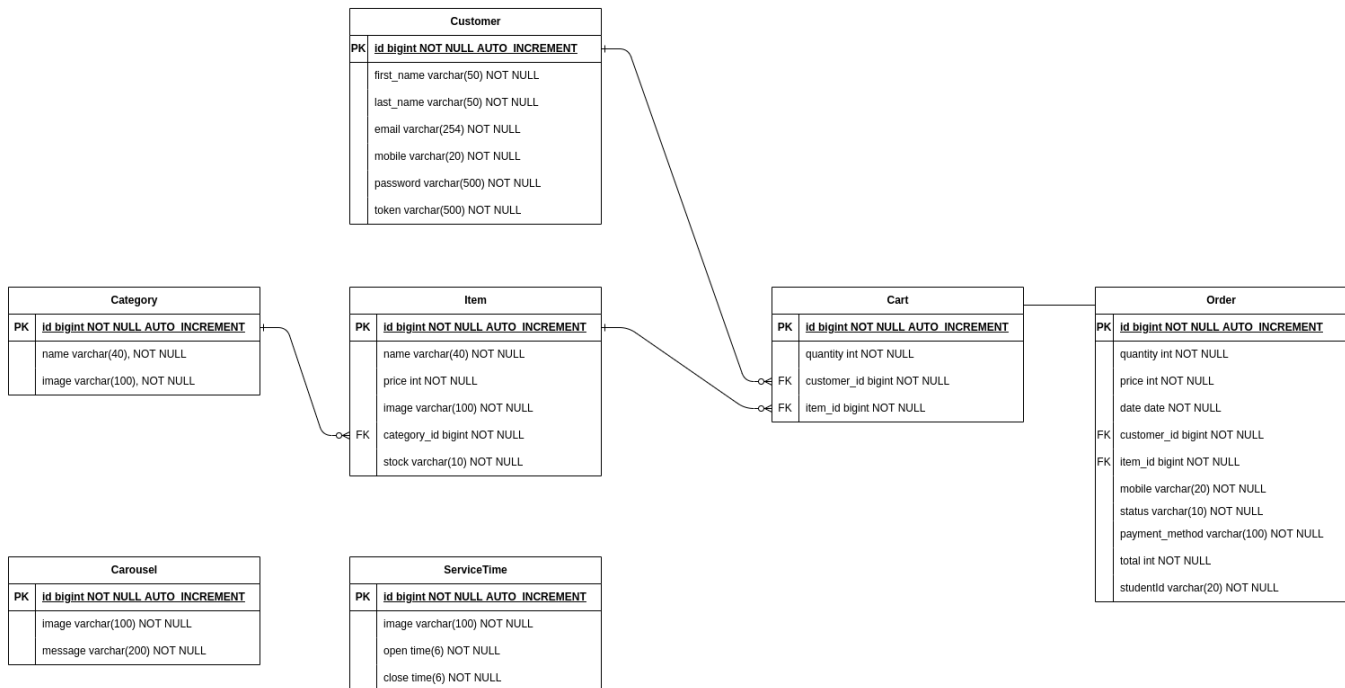 Customer
PK id bigint NOT NULL AUTO_INCREMENT
first_name varchar(50) NOT NULL
last_name varchar(50) NOT NULL
email varchar(254) NOT NULL
mobile varchar(20) NOT NULL
password varchar(500) NOT NULL
token varchar(500) NOT NULL
Category
PK id bigint NOT NULL AUTO_INCREMENT
name varchar(40), NOT NULL
image varchar(100), NOT NULL
Item
PK id bigint NOT NULL AUTO_INCREMENT
name varchar(40) NOT NULL
price int NOT NULL
image varchar(100) NOT NULL
FK category_id bigint NOT NULL
stock varchar(10) NOT NULL
Cart
PK id bigint NOT NULL AUTO_INCREMENT
quantity int NOT NULL
FK customer_id bigint NOT NULL
FK item_id bigint NOT NULL
Order
PK id bigint NOT NULL AUTO_INCREMENT
quantity int NOT NULL
price int NOT NULL
date date NOT NULL
FK customer_id bigint NOT NULL
FK item_id bigint NOT NULL
mobile varchar(20) NOT NULL
status varchar(10) NOT NULL
payment_method varchar(100) NOT NULL
total int NOT NULL
studentId varchar(20) NOT NULL
Carousel
PK id bigint NOT NULL AUTO_INCREMENT
image varchar(100) NOT NULL
message varchar(200) NOT NULL
ServiceTime
PK id bigint NOT NULL AUTO_INCREMENT
image varchar(100) NOT NULL
open time(6) NOT NULL
close time(6) NOT NULL